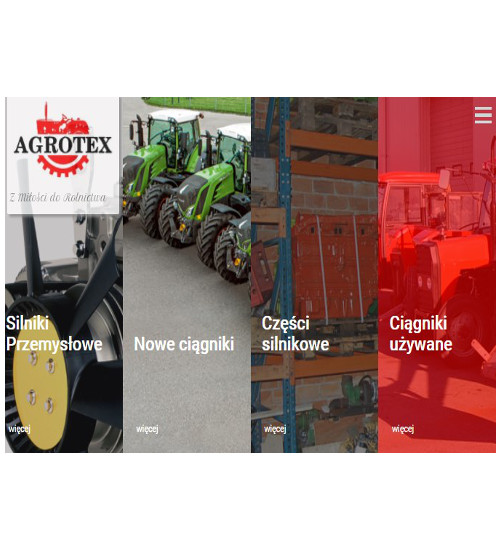 AGROTEX
Z Miłości do Rolnictwa
Silniki
Przemysłowe
więcej
Nowe ciągniki
więcej
Części
silnikowe
więcej
Ciągniki
używane
więcej